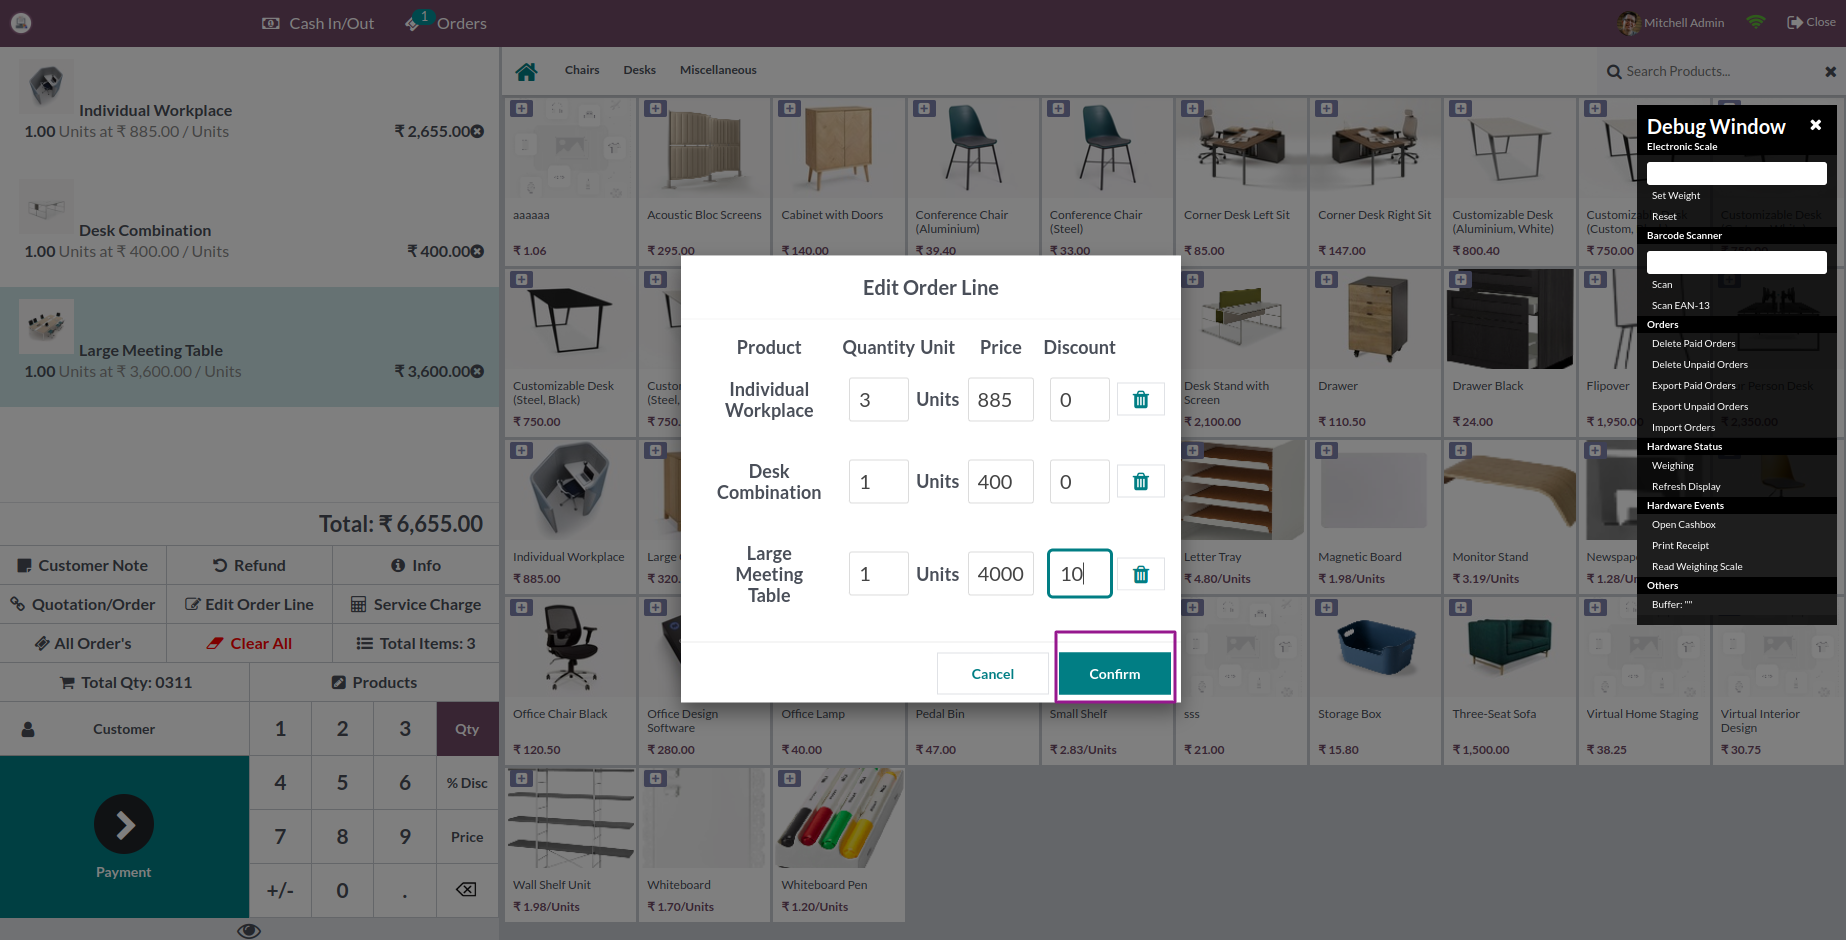 Cash In/Out
1
Orders
Mitchell Admin
Close
Individual Workplace
1.00 Units at ₹ 885.00 / Units
₹ 2,655.00
Desk Combination
1.00 Units at ₹ 400.00 / Units
₹ 400.00
Large Meeting Table
1.00 Units at ₹ 3,600.00 / Units
₹ 3,600.00
Total: ₹ 6,655.00
Customer Note
Refund
Info
Quotation/Order
Edit Order Line
Service Charge
All Order's
Clear All
Total Items: 3
Total Qty: 0311
Products
Customer
1 2 3 Qty
4 5 6 % Disc
7 8 9 Price
+/- 0 .
Payment
Chairs
Desks
Miscellaneous
Search Products...
aaaaaa
₹ 1.06
Acoustic Bloc Screens
₹ 295.00
Cabinet with Doors
₹ 140.00
Conference Chair
(Aluminium)
₹ 39.40
Conference Chair
(Steel)
₹ 33.00
Corner Desk Left Sit
₹ 85.00
Corner Desk Right Sit
₹ 147.00
Customizable Desk
(Aluminium, White)
₹ 800.40
Customizable Desk
(Custom,
₹ 750.00
Customizable Desk
₹ 750.00
Customizable Desk
(Steel, Black)
₹ 750.00
Custo
(Steel,
₹ 750.
Desk Stand with
Screen
₹ 2,100.00
Drawer
₹ 110.50
Drawer Black
₹ 24.00
Flipover
₹ 1,950.00
Person Desk
₹ 2,350.00
Individual Workplace
₹ 885.00
Large
₹ 320.
Letter Tray
₹ 4.80/Units
Magnetic Board
₹ 1.98/Units
Monitor Stand
₹ 3.19/Units
Newspap
₹ 1.28/Un
Office Chair Black
₹ 120.50
Office Design
Software
₹ 280.00
Office Lamp
₹ 40.00
Pedal Bin
₹ 47.00
Small Shelf
₹ 2.83/Units
sss
₹ 21.00
Storage Box
₹ 15.80
Three-Seat Sofa
₹ 1,500.00
Virtual Home Staging
₹ 38.25
Virtual Interior
Design
₹ 30.75
Wall Shelf Unit
₹ 1.98/Units
Whiteboard
₹ 1.70/Units
Whiteboard Pen
₹ 1.20/Units
Edit Order Line
Product Quantity Unit Price Discount
Individual
Workplace
3 Units 885 0
Desk
Combination
1 Units 400 0
Large
Meeting
Table
1 Units 4000 10
Cancel
Confirm
Debug Window
Electronic Scale
Set Weight
Reset
Barcode Scanner
Scan
Scan EAN-13
Orders
Delete Paid Orders
Delete Unpaid Orders
Export Paid Orders
Export Unpaid Orders
Import Orders
Hardware Status
Weighing
Refresh Display
Hardware Events
Open Cashbox
Print Receipt
Read Weighing Scale
Others
Buffer: ""